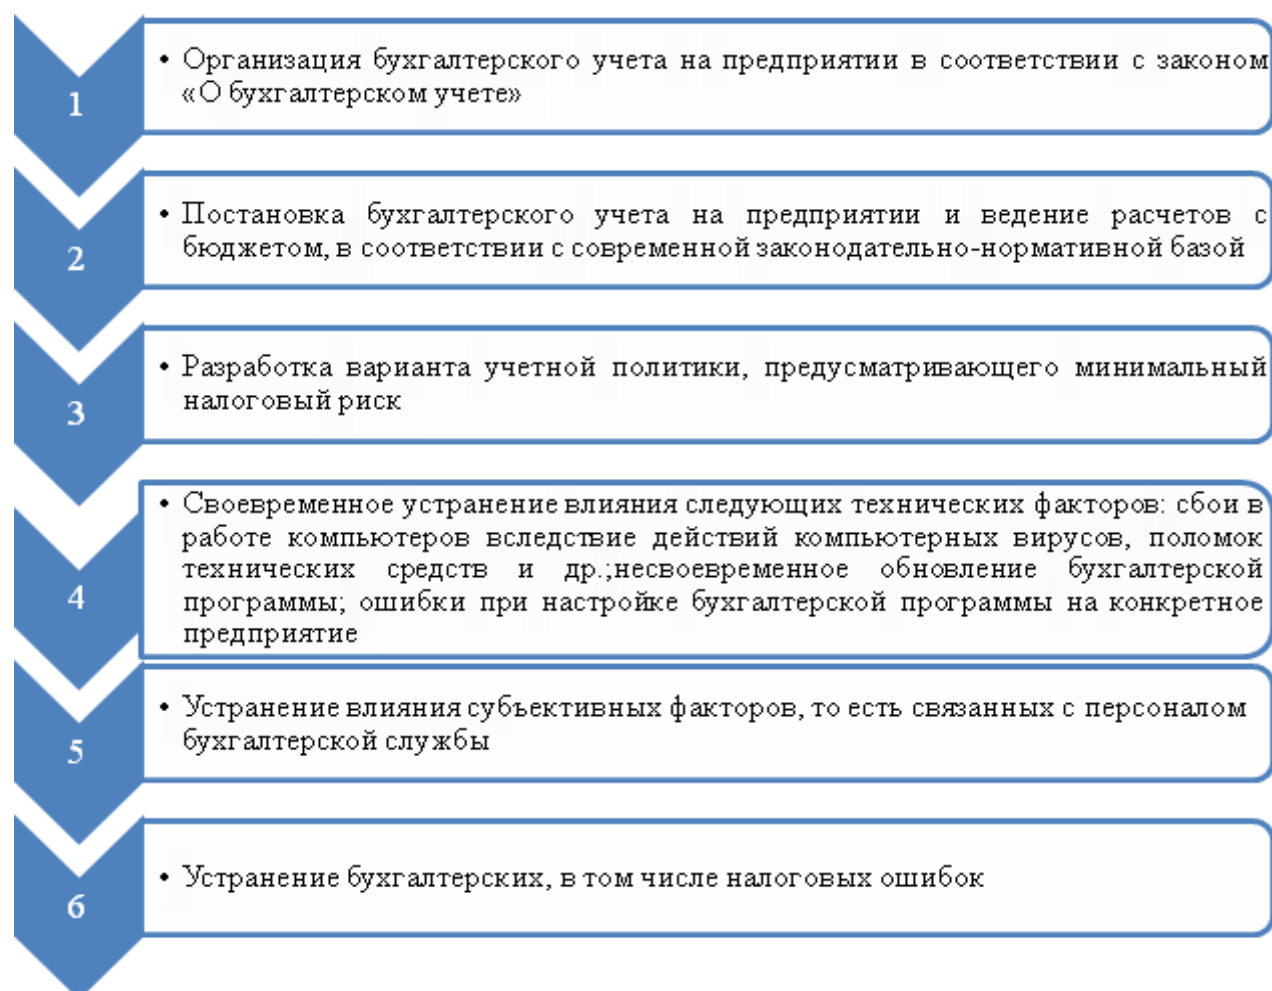 1
• Организация бухгалтерского учета на предприятии в соответствии с законом
«О бухгалтерском учете»
2
• Постановка бухгалтерского учета на предприятии и ведение расчетов с
бюджетом, в соответствии с современной законодательно-нормативной базой
3
• Разработка варианта учетной политики, предусматривающего минимальный
налоговый риск
4
• Своевременное устранение влияния следующих технических факторов: сбои в
работе компьютеров вследствие действий компьютерных вирусов, поломок
технических средств и др.;несвоевременное обновление бухгалтерской
программы; ошибки при настройке бухгалтерской программы на конкретное
предприятие
5
• Устранение влияния субъективных факторов, то есть связанных с персоналом
бухгалтерской службы
6
• Устранение бухгалтерских, в том числе налоговых ошибок